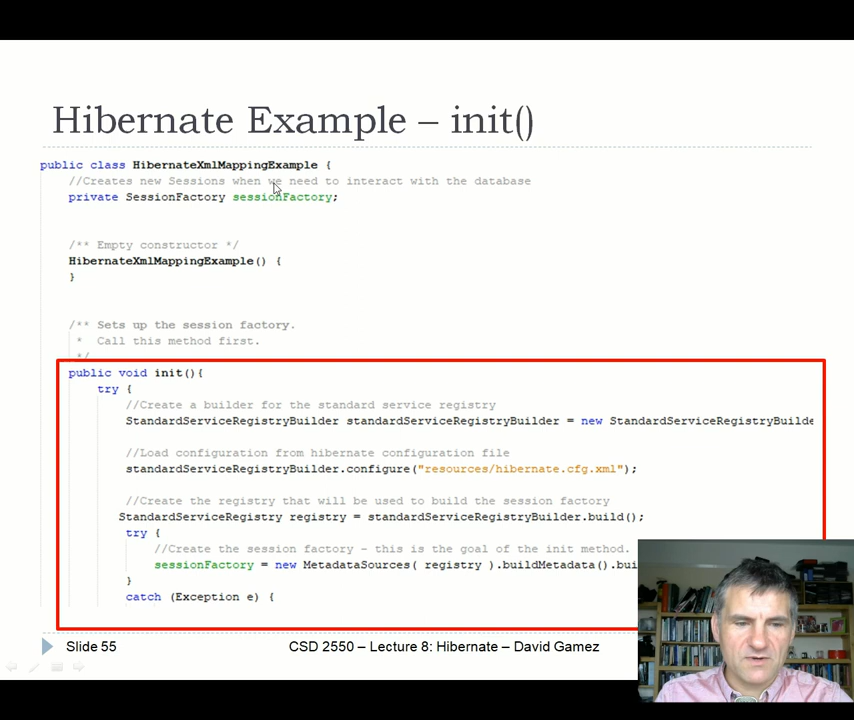 Hibernate Example – init()
public class HibernateXmlMappingExample {
//Creates new Sessions when we need to interact with the database
private SessionFactory sessionFactory;
/** Empty constructor */
HibernateXmlMappingExample() {
}
/** Sets up the session factory.
* Call this method first.
*/
public void init(){
try {
//Create a builder for the standard service registry
StandardServiceRegistryBuilder standardServiceRegistryBuilder = new StandardServiceRegistryBuilde
//Load configuration from hibernate configuration file
standardServiceRegistryBuilder.configure("resources/hibernate.cfg.xml");
//Create the registry that will be used to build the session factory
StandardServiceRegistry registry = standardServiceRegistryBuilder.build();
try {
//Create the session factory - this is the goal of the init method.
sessionFactory = new MetadataSources( registry ).buildMetadata().bui
}
catch (Exception e) {
Slide 55
CSD 2550 – Lecture 8: Hibernate – David Gamez